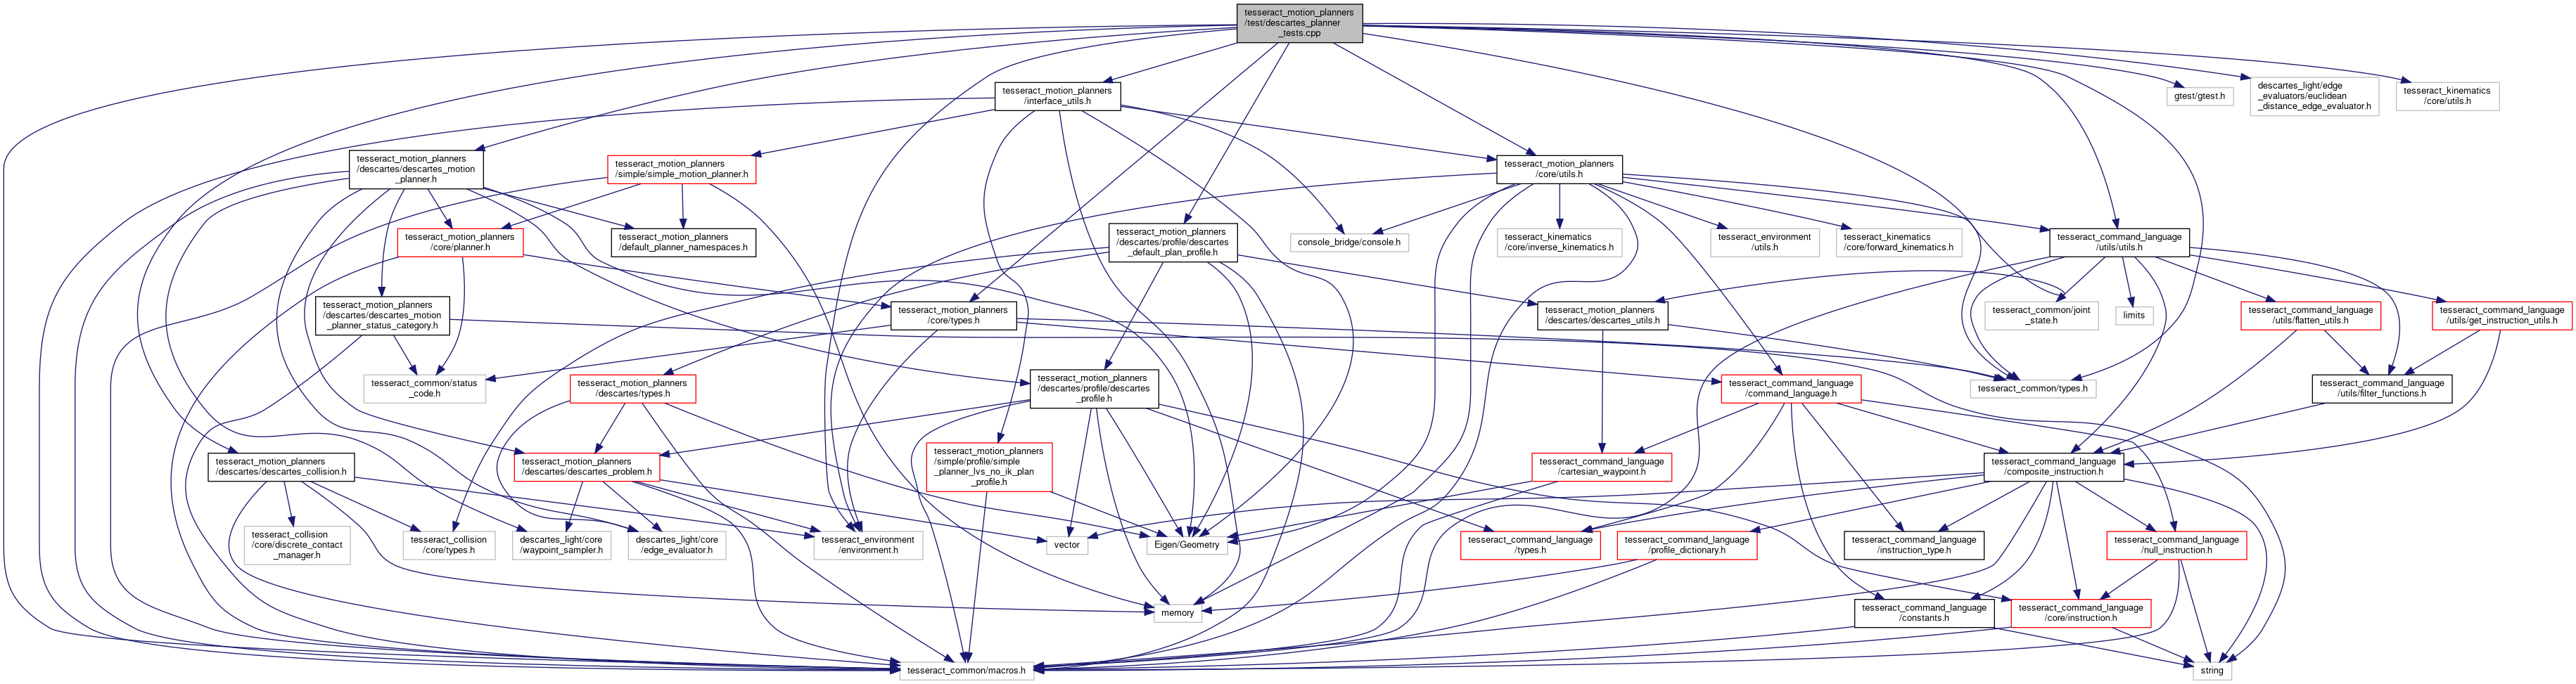 tesseract_motion_planners
/test/descartes_planner
_tests.cpp
tesseract_motion_planners
/interface_utils.h
gtest/gtest.h
descartes_light/edge
_evaluators/euclidean
_distance_edge_evaluator.h
tesseract_kinematics
/core/utils.h
tesseract_motion_planners
/descartes/descartes_motion
_planner.h
tesseract_motion_planners
/simple/simple_motion_planner.h
tesseract_motion_planners
/core/utils.h
tesseract_motion_planners
/core/planner.h
tesseract_motion_planners
/default_planner_namespaces.h
tesseract_motion_planners
/descartes/profile/descartes
_default_plan_profile.h
console_bridge/console.h
tesseract_kinematics
/core/inverse_kinematics.h
tesseract_environment
/utils.h
tesseract_kinematics
/core/forward_kinematics.h
tesseract_command_language
/utils/utils.h
tesseract_motion_planners
/descartes/descartes_motion
_planner_status_category.h
tesseract_motion_planners
/core/types.h
tesseract_motion_planners
/descartes/descartes_utils.h
tesseract_common/joint
_state.h
limits
tesseract_command_language
/utils/flatten_utils.h
tesseract_command_language
/utils/get_instruction_utils.h
tesseract_common/status
_code.h
tesseract_motion_planners
/descartes/types.h
tesseract_motion_planners
/descartes/profile/descartes
_profile.h
tesseract_command_language
/command_language.h
tesseract_common/types.h
tesseract_command_language
/utils/filter_functions.h
tesseract_motion_planners
/descartes/descartes_collision.h
tesseract_motion_planners
/descartes/descartes_problem.h
tesseract_motion_planners
/simple/profile/simple
_planner_lvs_no_ik_plan
_profile.h
tesseract_command_language
/cartesian_waypoint.h
tesseract_command_language
/composite_instruction.h
tesseract_collision
/core/discrete_contact
_manager.h
tesseract_collision
/core/types.h
descartes_light/core
/waypoint_sampler.h
descartes_light/core
/edge_evaluator.h
tesseract_environment
/environment.h
vector
Eigen/Geometry
tesseract_command_language
/types.h
tesseract_command_language
/profile_dictionary.h
tesseract_command_language
/instruction_type.h
tesseract_command_language
/null_instruction.h
memory
tesseract_command_language
/constants.h
tesseract_command_language
/core/instruction.h
tesseract_common/macros.h
string